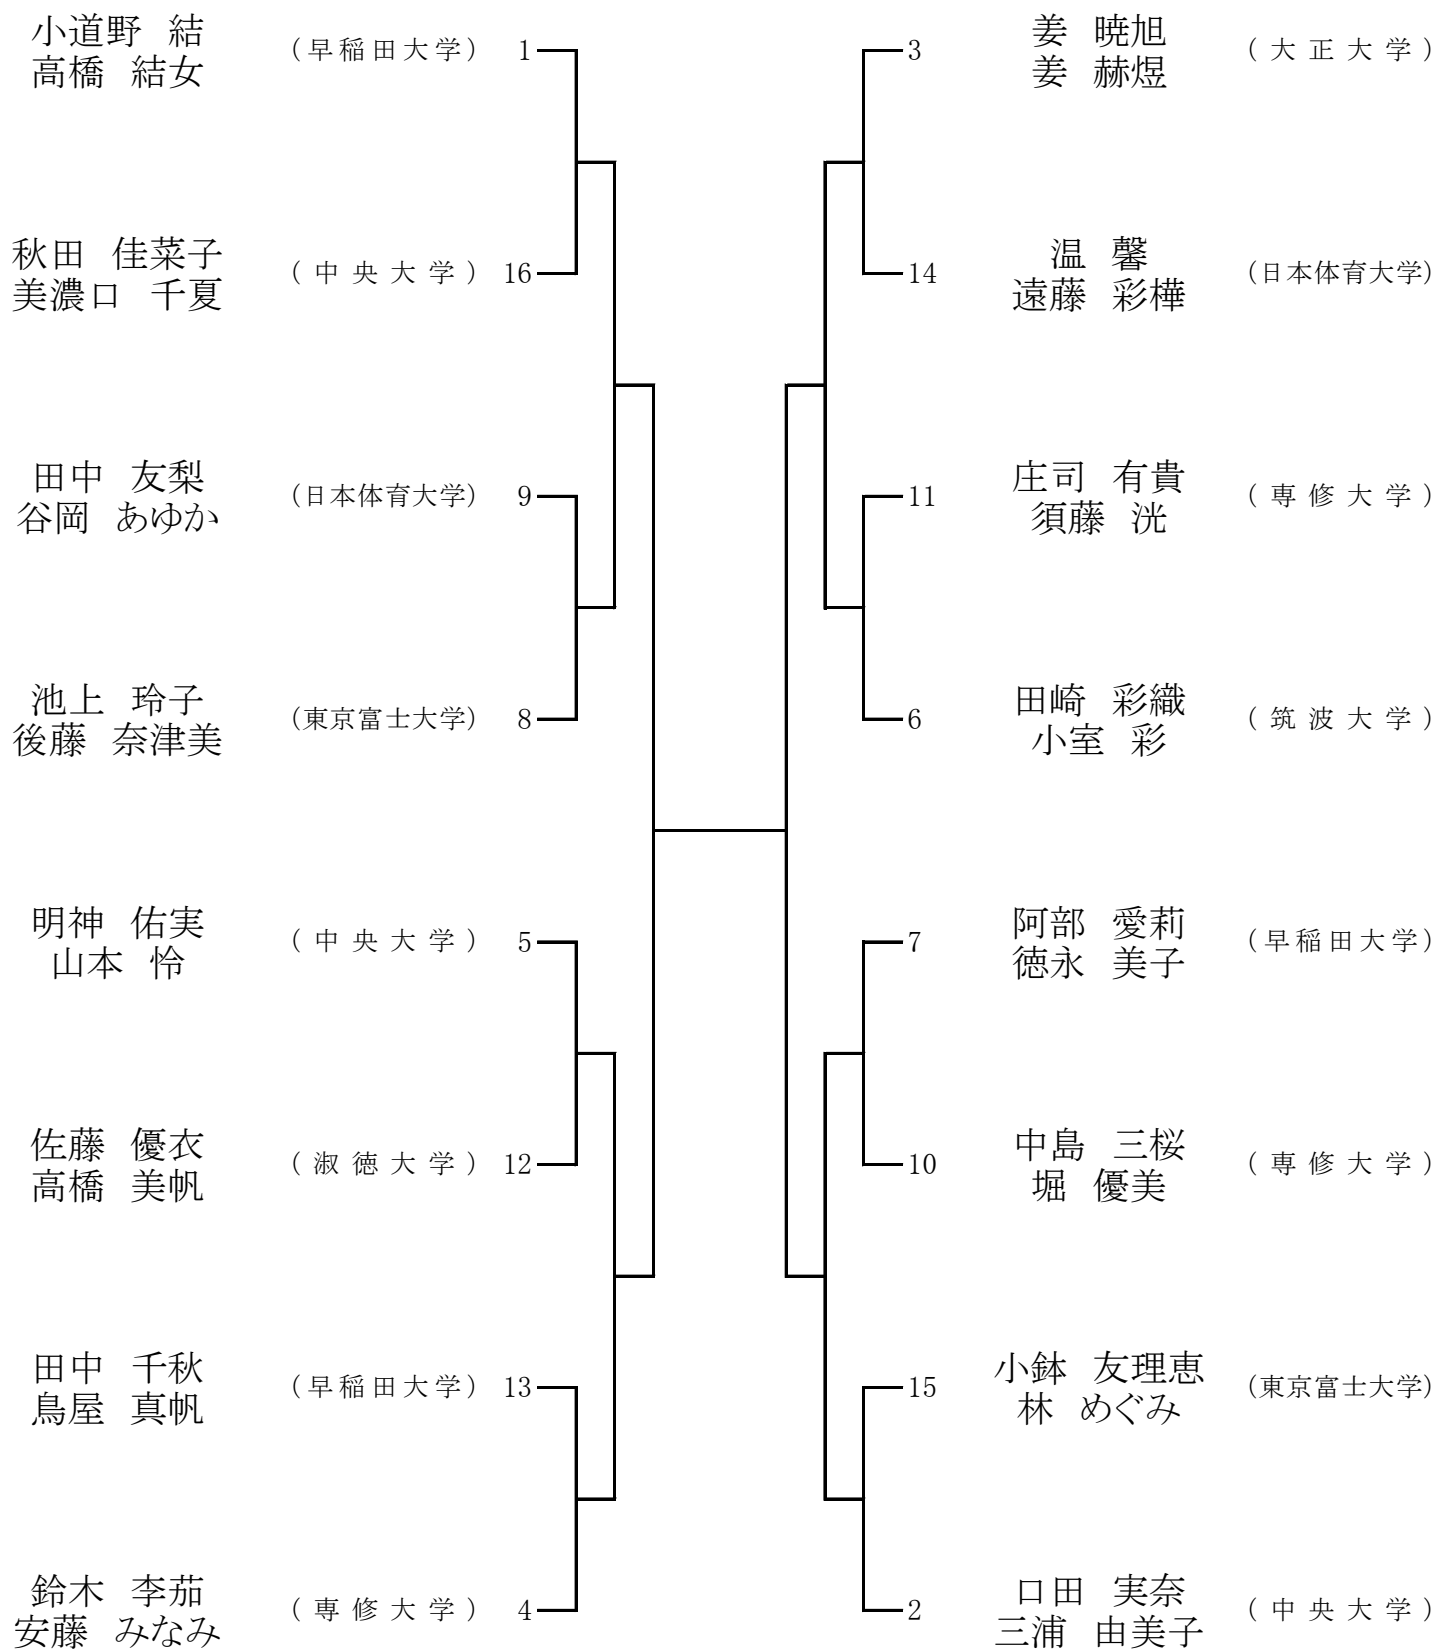 小道野 結
高橋 結女
(早稲田大学) 1
秋田 佳菜子
美濃口 千夏
(中央大学) 16
田中 友梨
谷岡 あゆか
(日本体育大学) 9
池上 玲子
後藤 奈津美
(東京富士大学) 8
明神 佑実
山本 怜
(中央大学) 5
佐藤 優衣
高橋 美帆
(淑徳大学) 12
田中 千秋
鳥屋 真帆
(早稲田大学) 13
鈴木 李茄
安藤 みなみ
(専修大学) 4
3
姜 暁旭
姜 赫煜
(大正大学)
14
温 馨
遠藤 彩樺
(日本体育大学)
11
庄司 有貴
須藤 洸
(専修大学)
6
田崎 彩織
小室 彩
(筑波大学)
7
阿部 愛莉
徳永 美子
(早稲田大学)
10
中島 三桜
堀 優美
(専修大学)
15
小鉢 友理恵
林 めぐみ
(東京富士大学)
2
口田 実奈
三浦 由美子
(中央大学)